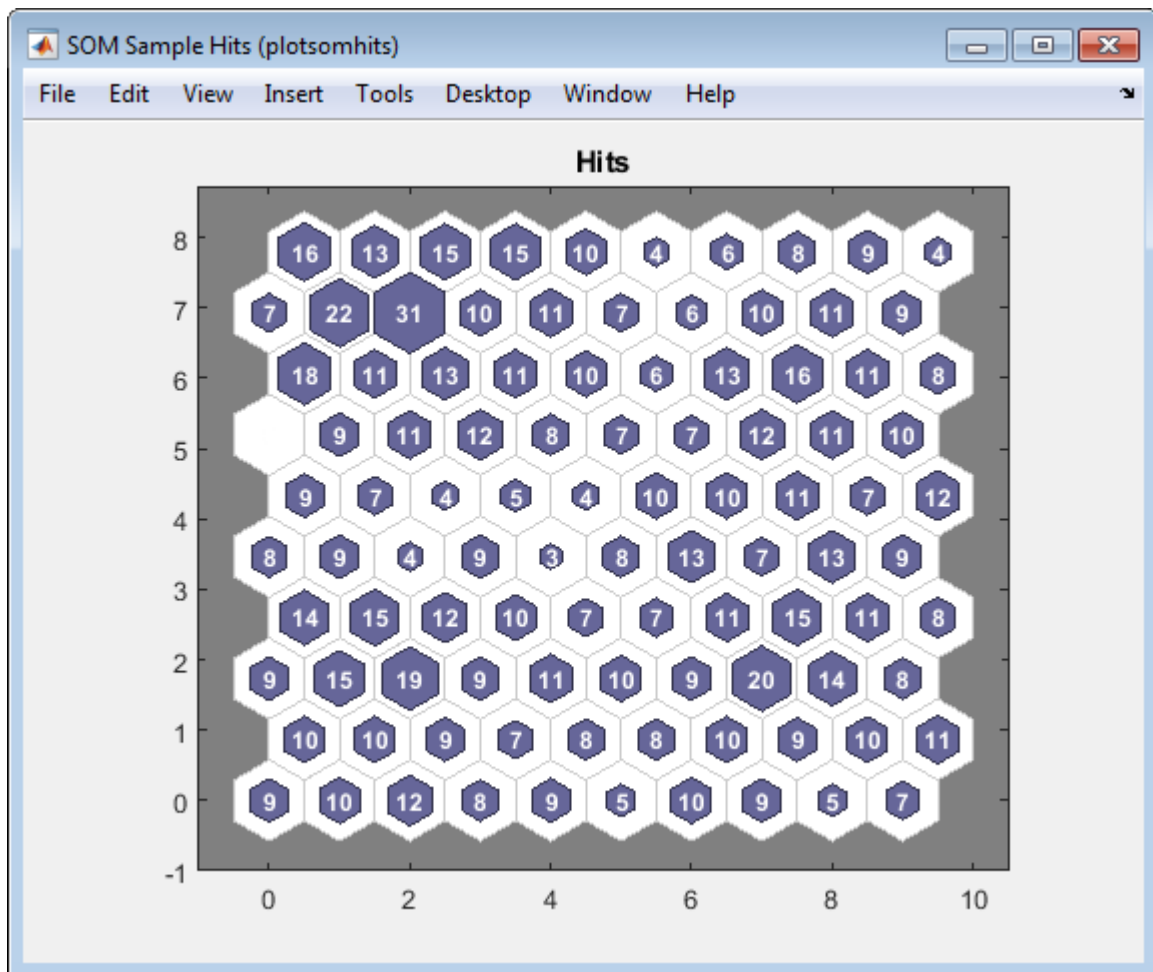 SOM Sample Hits (plotsomhits)
File Edit View Insert Tools Desktop Window Help
Hits
8 16 13 15 15 10 4 6 8 9 4
7 7 22 31 10 11 7 6 10 11 9
6 18 11 13 11 10 6 13 16 11 8
5 9 11 12 8 7 7 12 11 10
4 9 7 4 5 4 10 10 11 7 12
3 8 9 4 9 3 8 13 7 13 9
14 15 12 10 7 7 11 15 11 8
2 9 15 19 9 11 10 9 20 14 8
1 10 10 9 7 8 8 10 9 10 11
0 9 10 12 8 9 5 10 9 5 7
-1
0 2 4 6 8 10